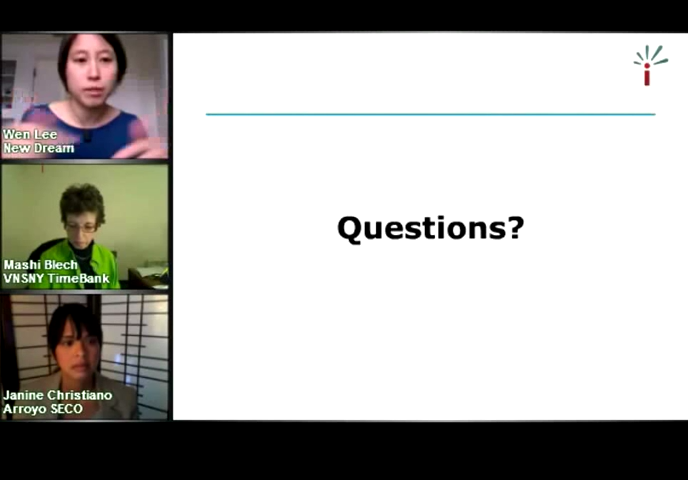 Wen Lee
New Dream
Mashi Blech
VNSNY TimeBank
Janine Christiano
Arroyo SECO
Questions?